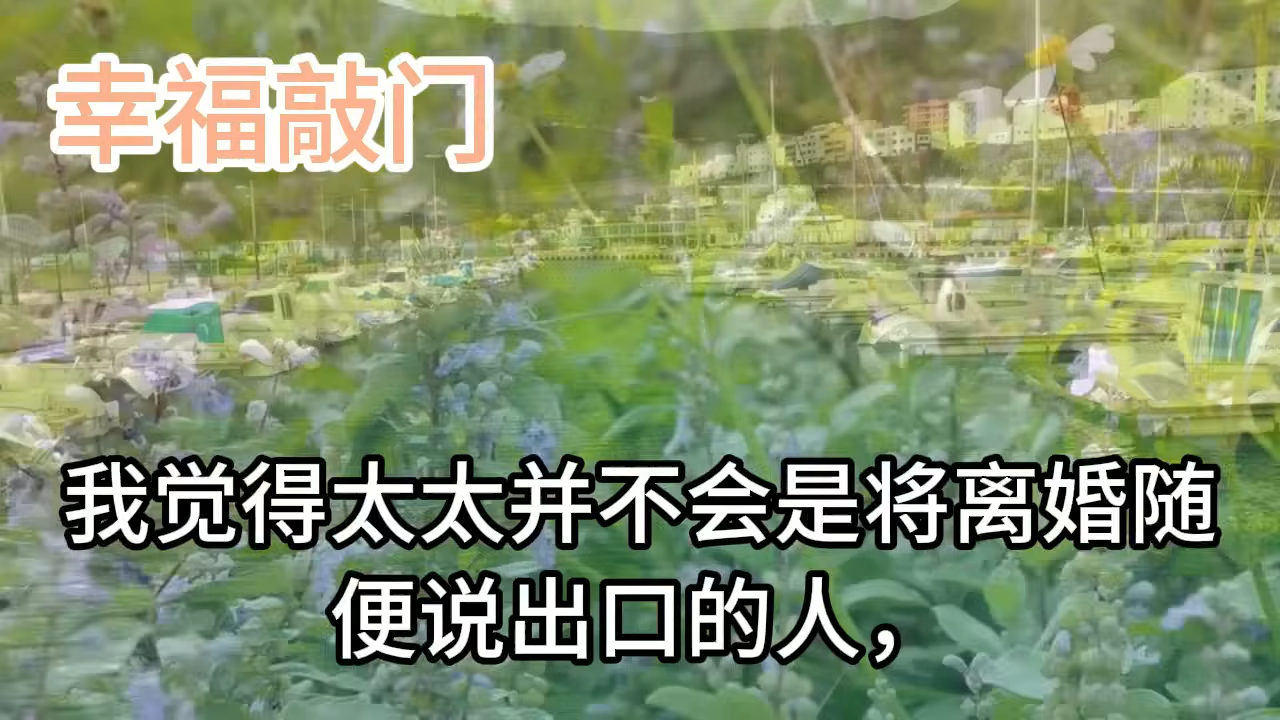 幸福敲门
我觉得太太并不会是将离婚随
便说出口的人，